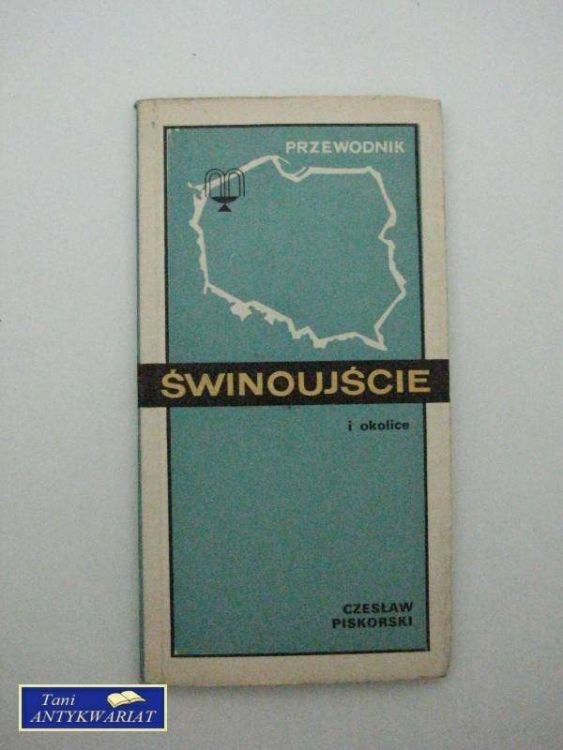 PRZEWODNIK
ŚWINOUJŚCIE
i okolice
CZESŁAW
PISKORSKI
Tani
ANTYKWARIAT